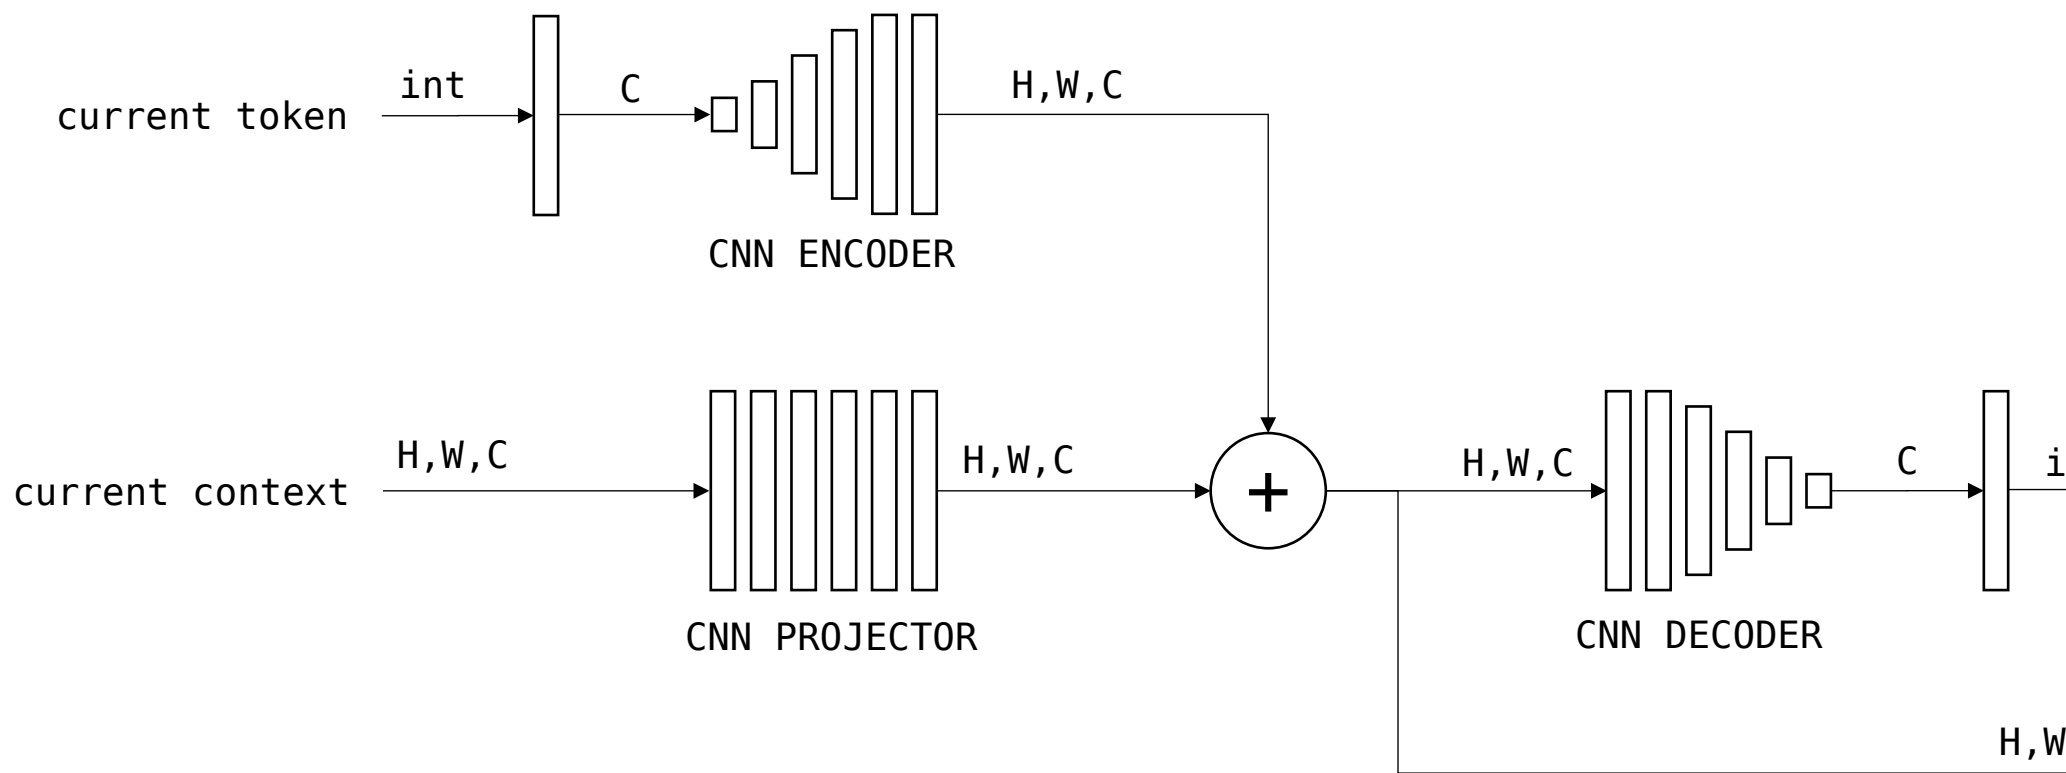 int
C
H,W,C
current token
CNN ENCODER
H,W,C
H,W,C
H,W,C
C
i
current context
+
CNN PROJECTOR
CNN DECODER
H,W